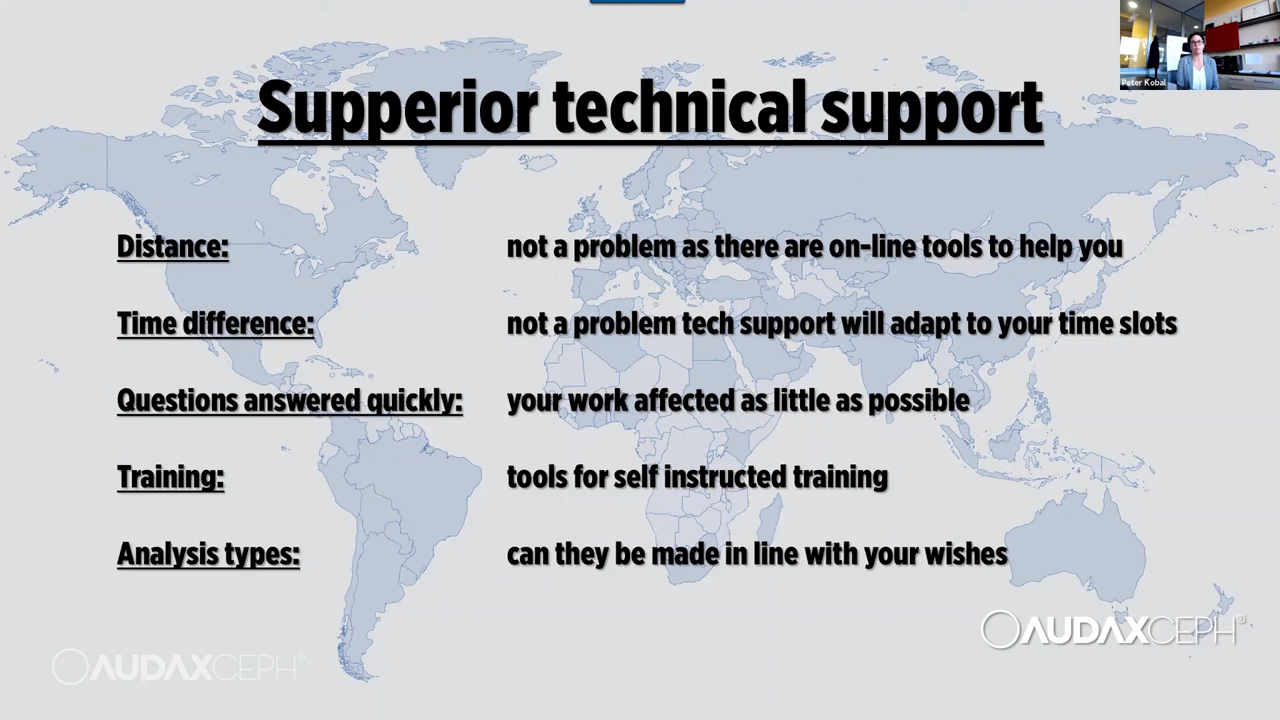 Peter Kobal
Supperior technical support
Distance: not a problem as there are on-line tools to help you
Time difference: not a problem tech support will adapt to your time slots
Questions answered quickly: your work affected as little as possible
Training: tools for self instructed training
Analysis types: can they be made in line with your wishes
AUDAXCEPH®
AUDAXCEPH®